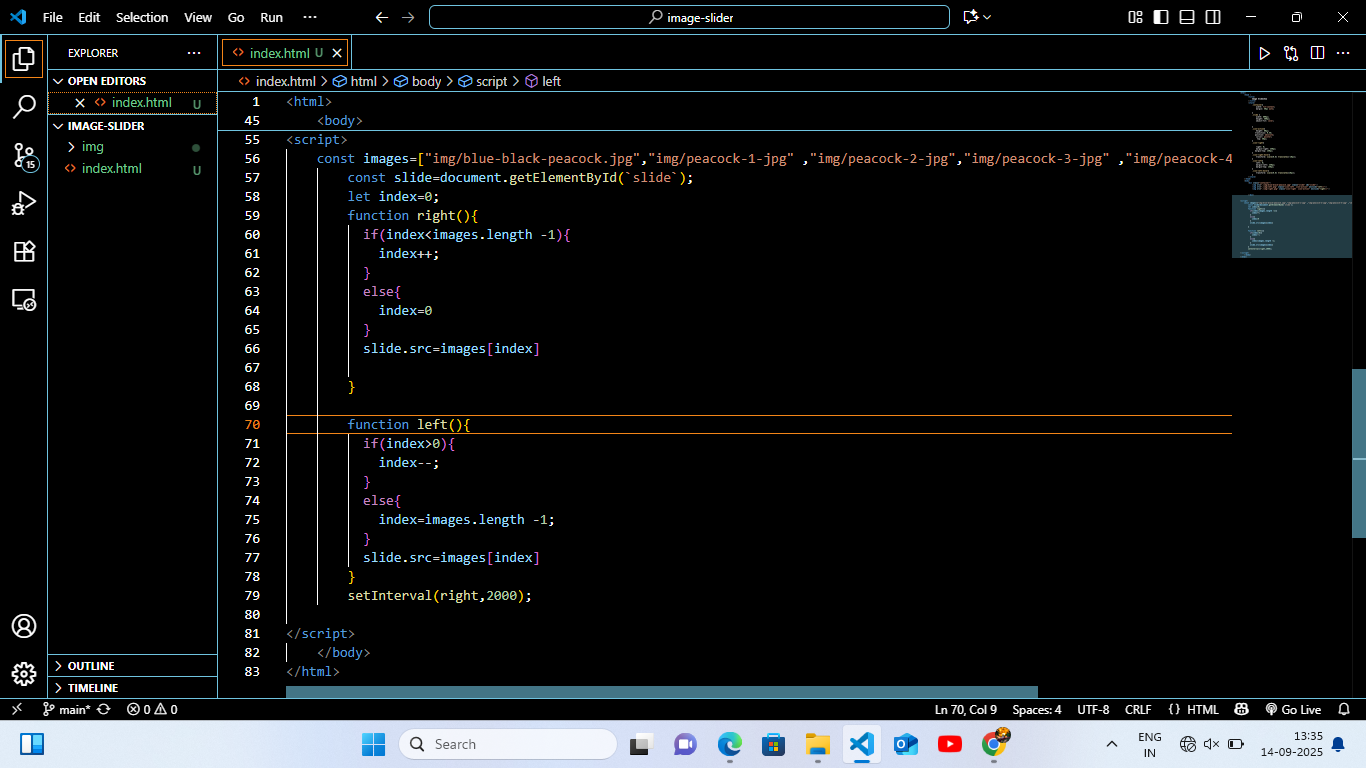 File Edit Selection View Go Run ···
image-slider
EXPLORER ···
OPEN EDITORS
index.html U
IMAGE-SLIDER
img
index.html U
15
OUTLINE
TIMELINE
index.html U
index.html > html > body > script > left
1 <html>
45 <body>
55 <script>
56 const images=["img/blue-black-peacock.jpg","img/peacock-1-jpg" ,"img/peacock-2-jpg","img/peacock-3-jpg" ,"img/peacock-4
57 const slide=document.getElementById(`slide`);
58 let index=0;
59 function right(){
60 if(index<images.length -1){
61 index++;
62 }
63 else{
64 index=0
65 }
66 slide.src=images[index]
67
68 }
69
70 function left(){
71 if(index>0){
72 index--;
73 }
74 else{
75 index=images.length -1;
76 }
77 slide.src=images[index]
78 }
79 setInterval(right,2000);
80
81 </script>
82 </body>
83 </html>
main* 0 0 Ln 70, Col 9 Spaces: 4 UTF-8 CRLF {} HTML Go Live
Search
ENG
IN
13:35
14-09-2025